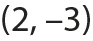 (2, –3)